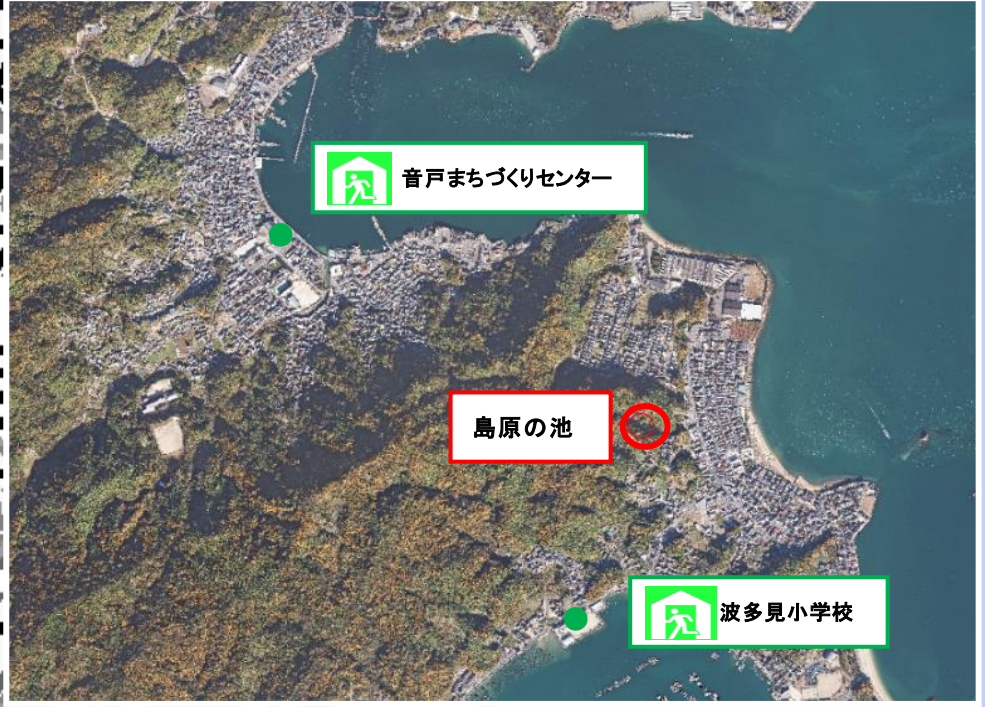 音戸まちづくりセンター
島原の池
波多見小学校